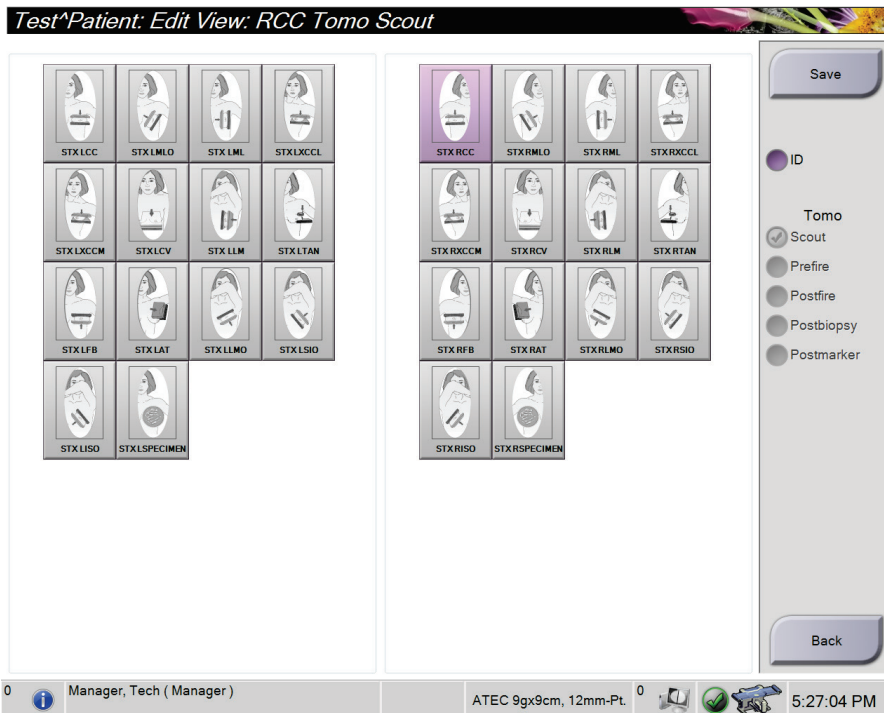 Test^Patient: Edit View: RCC Tomo Scout
STX LCC STX LMLO STX LML STX LXCCL
STX LXCCM STX LCV STX LLM STX LTAN
STX LFB STX LAT STX LLMO STX LSIO
STX LISO STX LSPECIMEN
STX RCC STX RMLO STX RML STX RXCCL
STX RXCCM STX RCV STX RLM STX RTAN
STX RFB STX RAT STX RLMO STX RSIO
STX RISO STX RSPECIMEN
Save
ID
Tomo
Scout
Prefire
Postfire
Postbiopsy
Postmarker
Back
0 Manager, Tech ( Manager ) ATEC 9gx9cm, 12mm-Pt. 0 5:27:04 PM